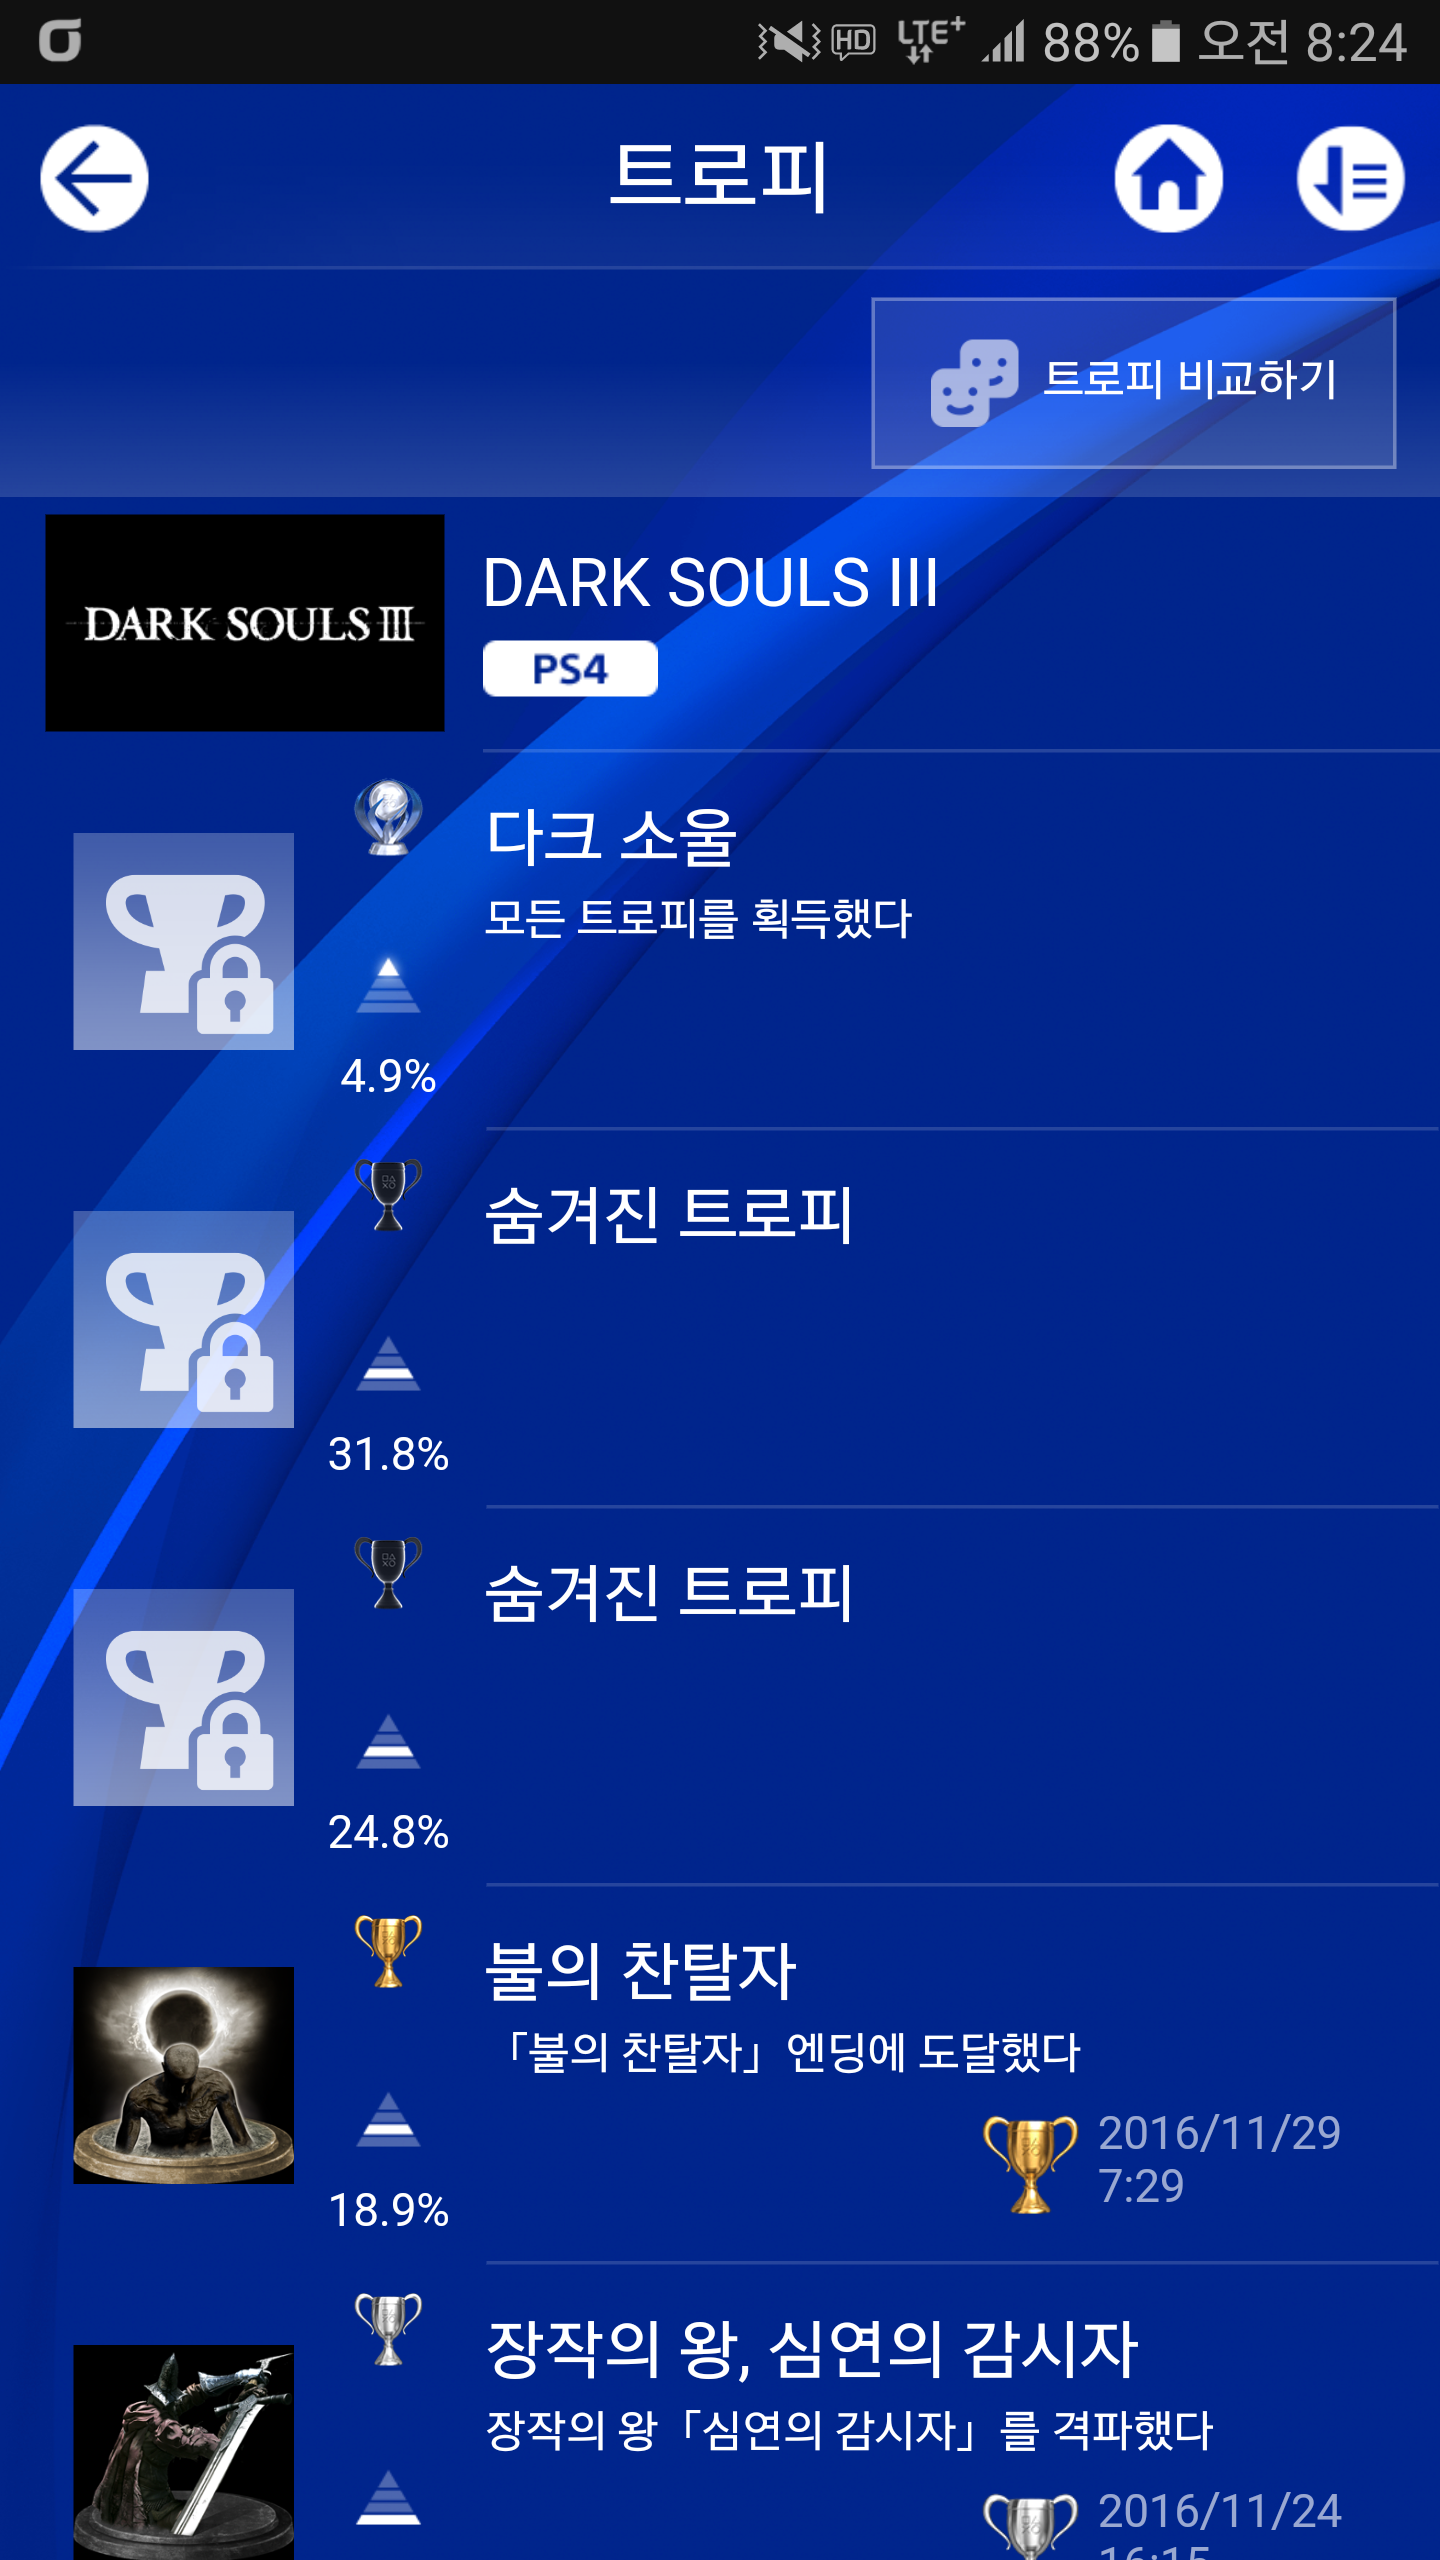 HD LTE+ 88% 오전 8:24
트로피
트로피 비교하기
DARK SOULS III
DARK SOULS III
PS4
다크 소울
모든 트로피를 획득했다
4.9%
숨겨진 트로피
31.8%
숨겨진 트로피
24.8%
불의 찬탈자
「불의 찬탈자」엔딩에 도달했다
2016/11/29
7:29
18.9%
장작의 왕, 심연의 감시자
장작의 왕「심연의 감시자」를 격파했다
2016/11/24
16:15